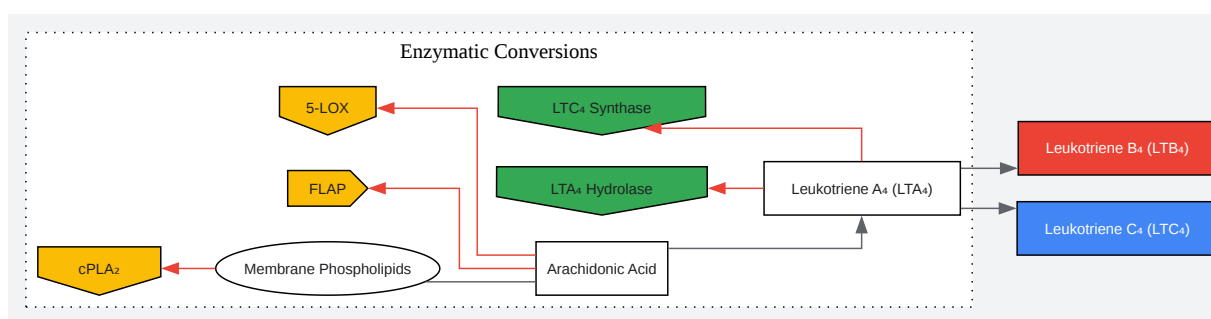 Enzymatic Conversions
5-LOX
LTC₄ Synthase
Leukotriene B₄ (LTB₄)
FLAP
LTA₄ Hydrolase
Leukotriene A₄ (LTA₄)
Leukotriene C₄ (LTC₄)
cPLA₂
Membrane Phospholipids
Arachidonic Acid